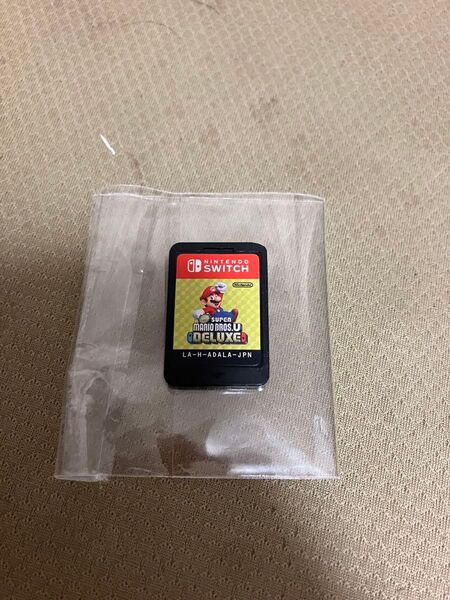 NINTENDO
SWITCH
Nintendo
SUPER
MARIO BROS. U
DELUXE
LA-H-ADALA-JPN